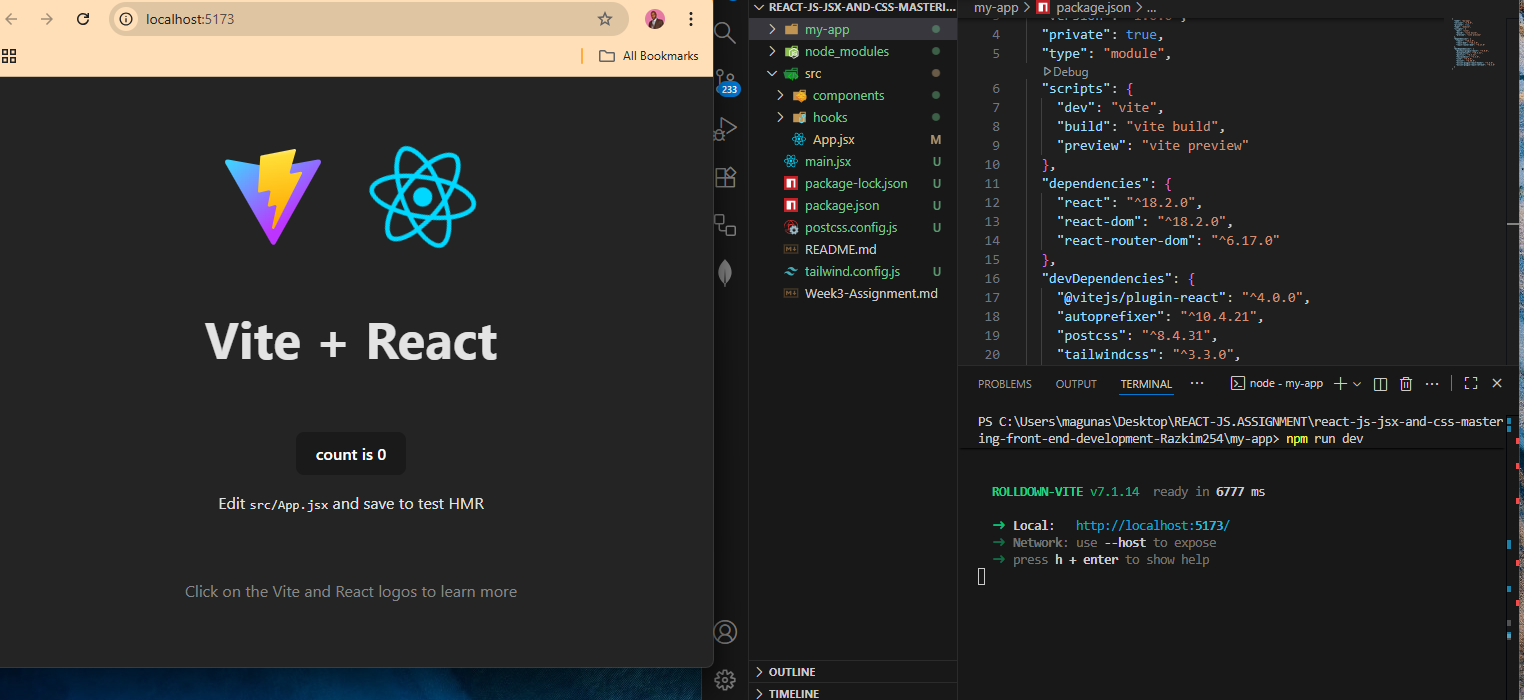 localhost:5173
All Bookmarks
Vite + React
count is 0
Edit src/App.jsx and save to test HMR
Click on the Vite and React logos to learn more
233
REACT-JS-JSX-AND-CSS-MASTERI...
my-app
node_modules
src
components
hooks
App.jsx M
main.jsx U
package-lock.json U
package.json U
postcss.config.js U
README.md
tailwind.config.js U
Week3-Assignment.md
OUTLINE
TIMELINE
my-app > package.json > ...
4 "private": true,
5 "type": "module",
Debug
6 "scripts": {
7 "dev": "vite",
8 "build": "vite build",
9 "preview": "vite preview"
10 },
11 "dependencies": {
12 "react": "^18.2.0",
13 "react-dom": "^18.2.0",
14 "react-router-dom": "^6.17.0"
15 },
16 "devDependencies": {
17 "@vitejs/plugin-react": "^4.0.0",
18 "autoprefixer": "^10.4.21",
19 "postcss": "^8.4.31",
20 "tailwindcss": "^3.3.0",
PROBLEMS OUTPUT TERMINAL ... node - my-app
PS C:\Users\magunas\Desktop\REACT-JS.ASSIGNMENT\react-js-jsx-and-css-master
ing-front-end-development-Razkim254\my-app> npm run dev
ROLLDOWN-VITE v7.1.14 ready in 6777 ms
➜ Local: http://localhost:5173/
➜ Network: use --host to expose
➜ press h + enter to show help